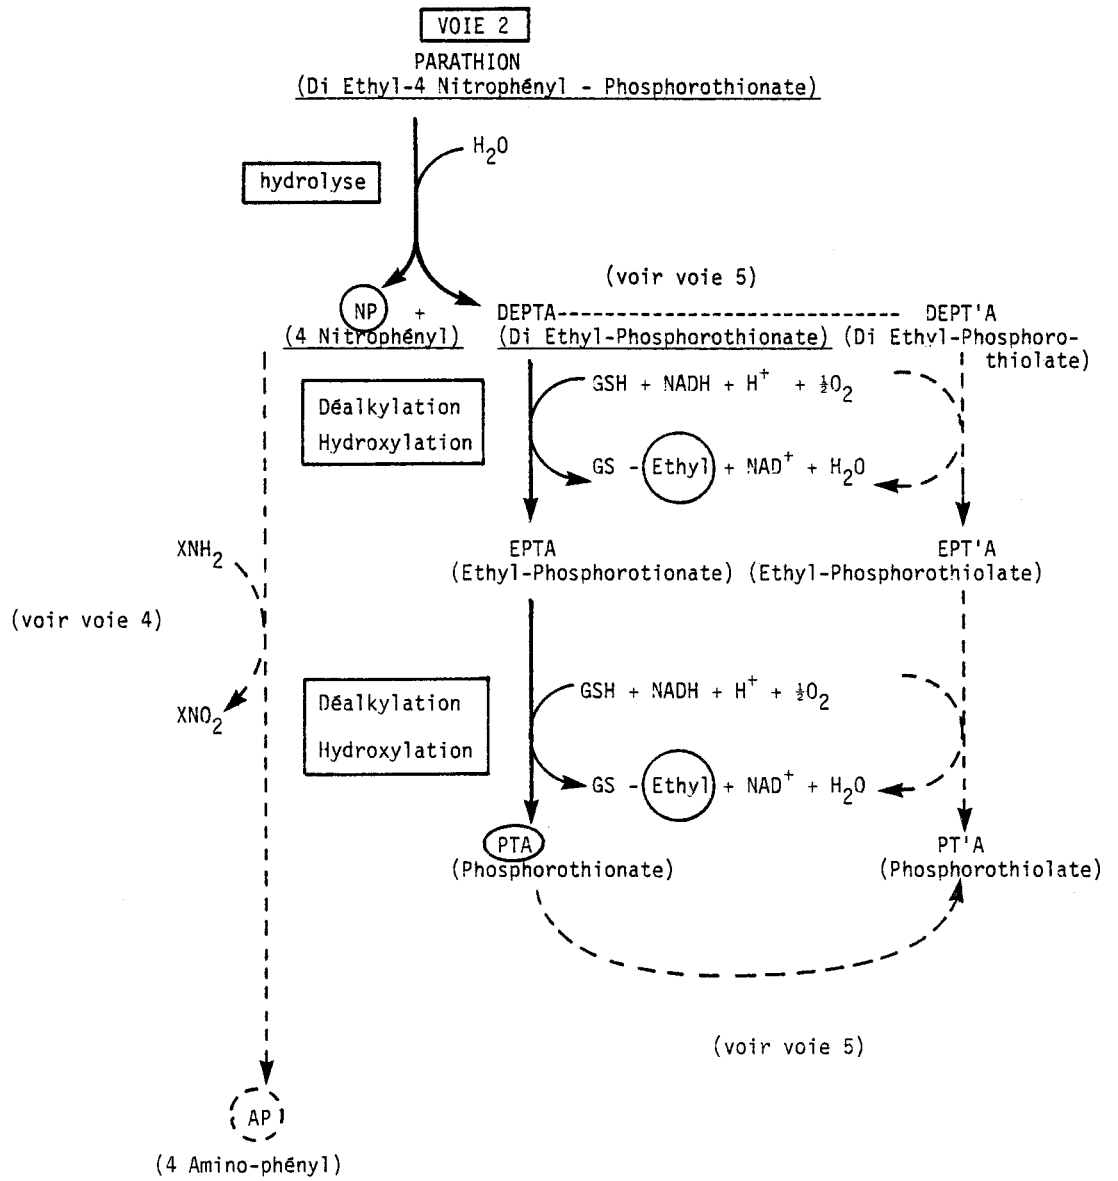 VOIE 2
PARATHION
(Di Ethyl-4 Nitrophényl - Phosphorothionate)
H2O
hydrolyse
(voir voie 5)
NP + DEPTA DEPT'A
(4 Nitrophényl) (Di Ethyl-Phosphorothionate) (Di Ethyl-Phosphoro-
thiolate)
GSH + NADH + H+ + ½O2
Déalkylation
Hydroxylation
GS - Ethyl + NAD+ + H2O
XNH2
EPTA EPT'A
(Ethyl-Phosphorotionate) (Ethyl-Phosphorothiolate)
(voir voie 4)
GSH + NADH + H+ + ½O2
Déalkylation
XNO2
Hydroxylation
GS - Ethyl + NAD+ + H2O
PTA PT'A
(Phosphorothionate) (Phosphorothiolate)
(voir voie 5)
AP
(4 Amino-phényl)